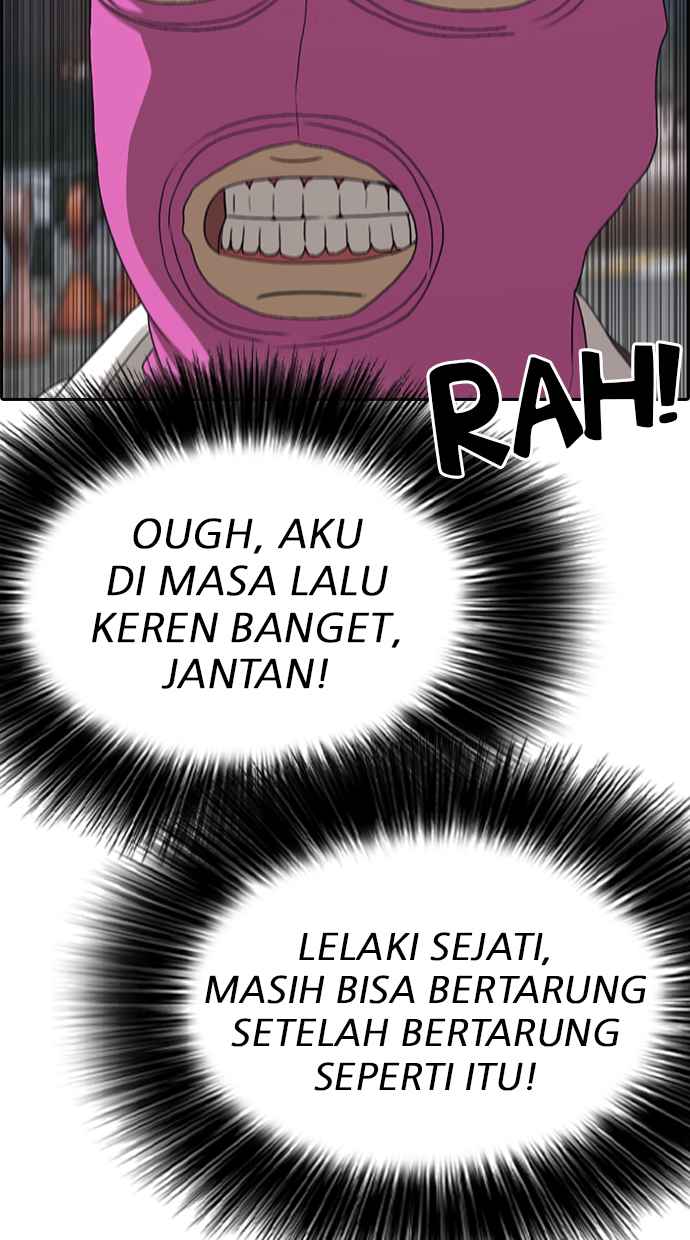 RAH!
OUGH, AKU
DI MASA LALU
KEREN BANGET,
JANTAN!
LELAKI SEJATI,
MASIH BISA BERTARUNG
SETELAH BERTARUNG
SEPERTI ITU!